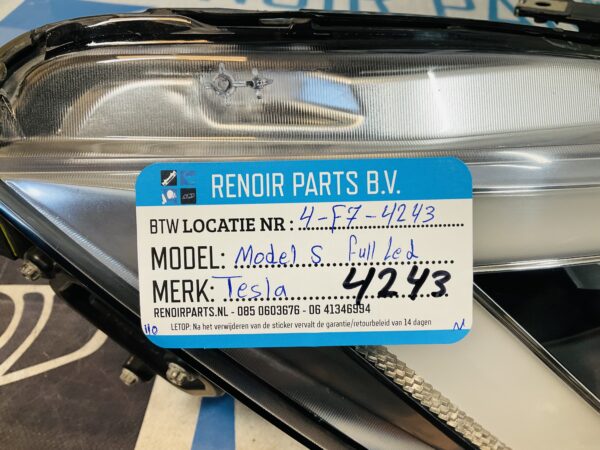 RENOIR PARTS B.V.
BTW LOCATIE NR : 4-F7-4243
MODEL: Model S full Led
MERK: Tesla 4243
RENOIRPARTS.NL - 085 0603676 - 06 41346994
LETOP: Na het verwijderen van de sticker vervalt de garantie/retourbeleid van 14 dagen
110 N